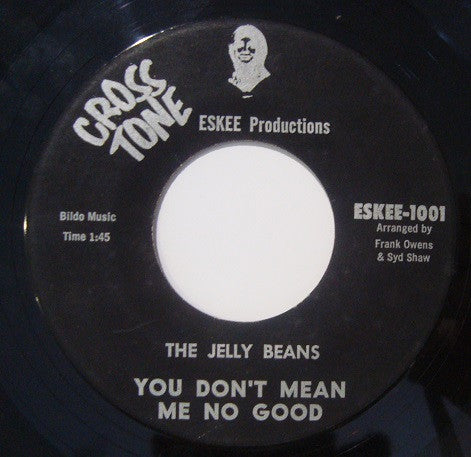 CROSS
TONE
ESKEE Productions
Bildo Music
Time 1:45
ESKEE-1001
Arranged by
Frank Owens
& Syd Shaw
THE JELLY BEANS
YOU DON'T MEAN
ME NO GOOD